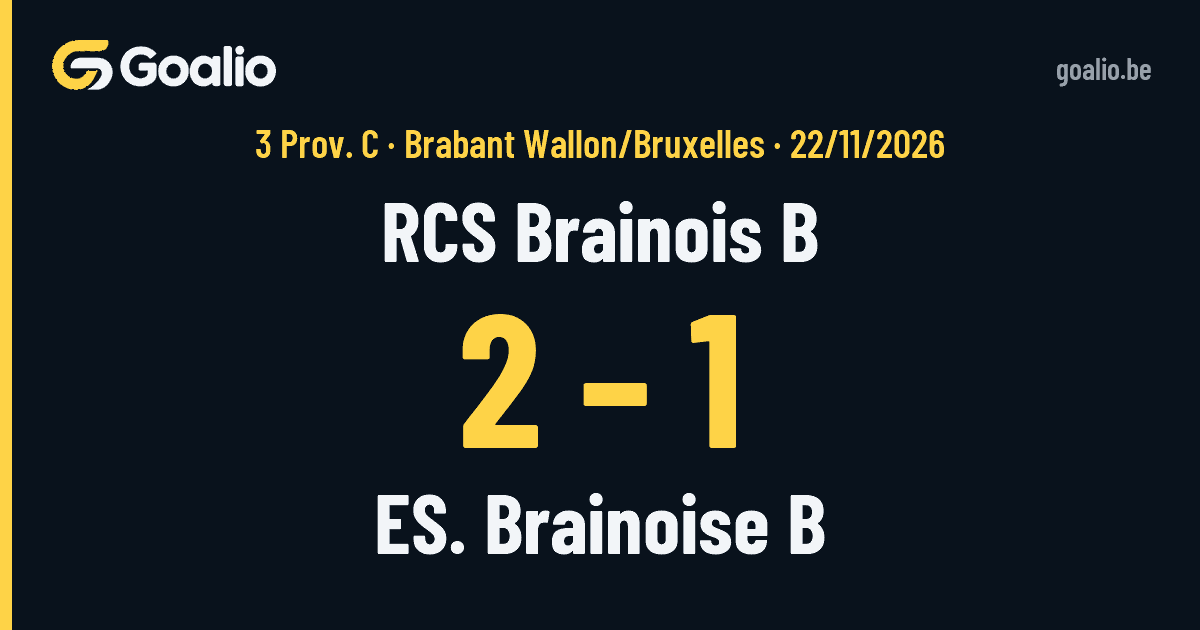 Goalio
goalio.be
3 Prov. C · Brabant Wallon/Bruxelles · 22/11/2026
RCS Brainois B
2 – 1
ES. Brainoise B